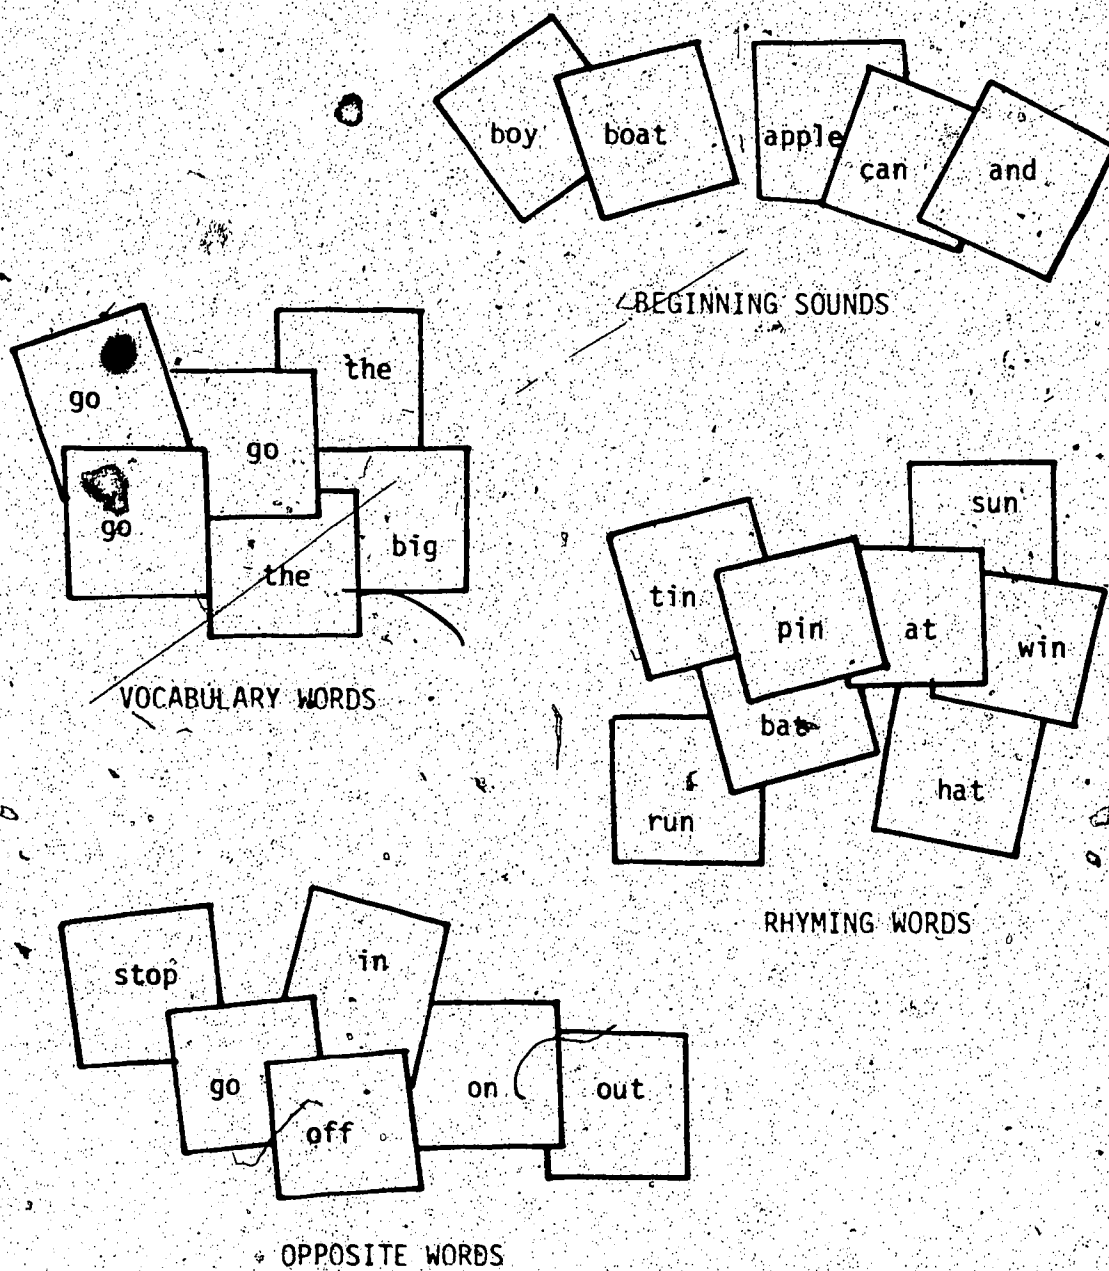 boy boat apple can and
BEGINNING SOUNDS
go the
go
go the big
VOCABULARY WORDS
sun
tin pin at win
bat
run hat
RHYMING WORDS
stop in
go off on out
OPPOSITE WORDS